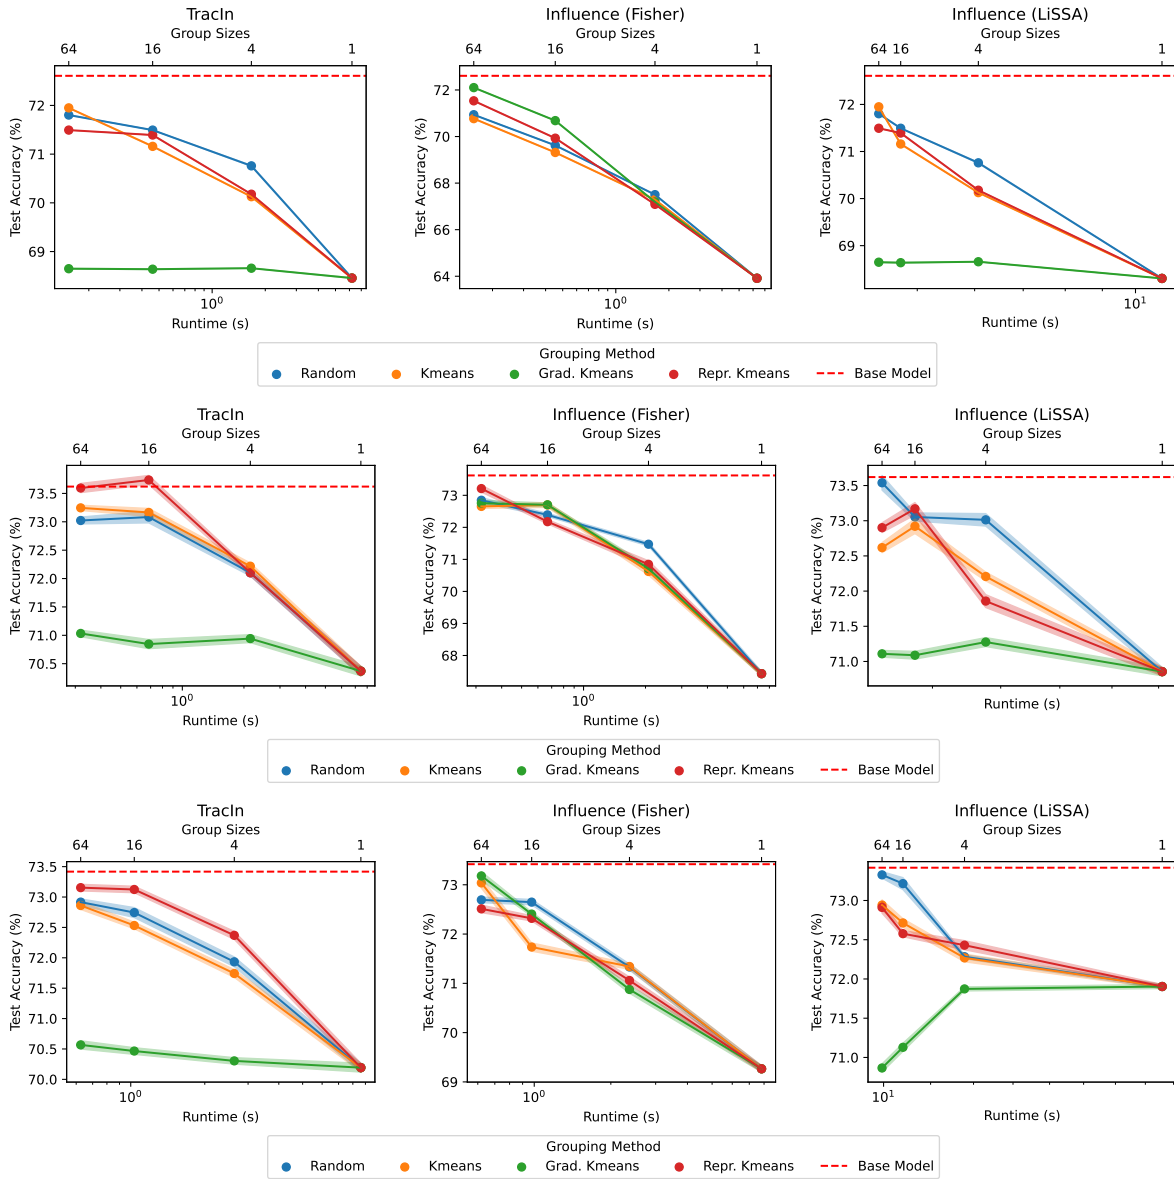 TracIn Influence (Fisher) Influence (LiSSA)
Group Sizes Group Sizes Group Sizes
64 16 4 1 64 16 4 1 64 16 4 1
Test Accuracy (%)
72
71
70
69
10⁰
Runtime (s)
Test Accuracy (%)
72
70
68
66
64
10⁰
Runtime (s)
Test Accuracy (%)
72
71
70
69
10¹
Runtime (s)
Grouping Method
Random Kmeans Grad. Kmeans Repr. Kmeans Base Model
TracIn Influence (Fisher) Influence (LiSSA)
Group Sizes Group Sizes Group Sizes
64 16 4 1 64 16 4 1 64 16 4 1
Test Accuracy (%)
73.5
73.0
72.5
72.0
71.5
71.0
70.5
10⁰
Runtime (s)
Test Accuracy (%)
73
72
71
70
69
68
10⁰
Runtime (s)
Test Accuracy (%)
73.5
73.0
72.5
72.0
71.5
71.0
Runtime (s)
Grouping Method
Random Kmeans Grad. Kmeans Repr. Kmeans Base Model
TracIn Influence (Fisher) Influence (LiSSA)
Group Sizes Group Sizes Group Sizes
64 16 4 1 64 16 4 1 64 16 4 1
Test Accuracy (%)
73.5
73.0
72.5
72.0
71.5
71.0
70.5
70.0
10⁰
Runtime (s)
Test Accuracy (%)
73
72
71
70
69
10⁰
Runtime (s)
Test Accuracy (%)
73.0
72.5
72.0
71.5
71.0
10¹
Runtime (s)
Grouping Method
Random Kmeans Grad. Kmeans Repr. Kmeans Base Model